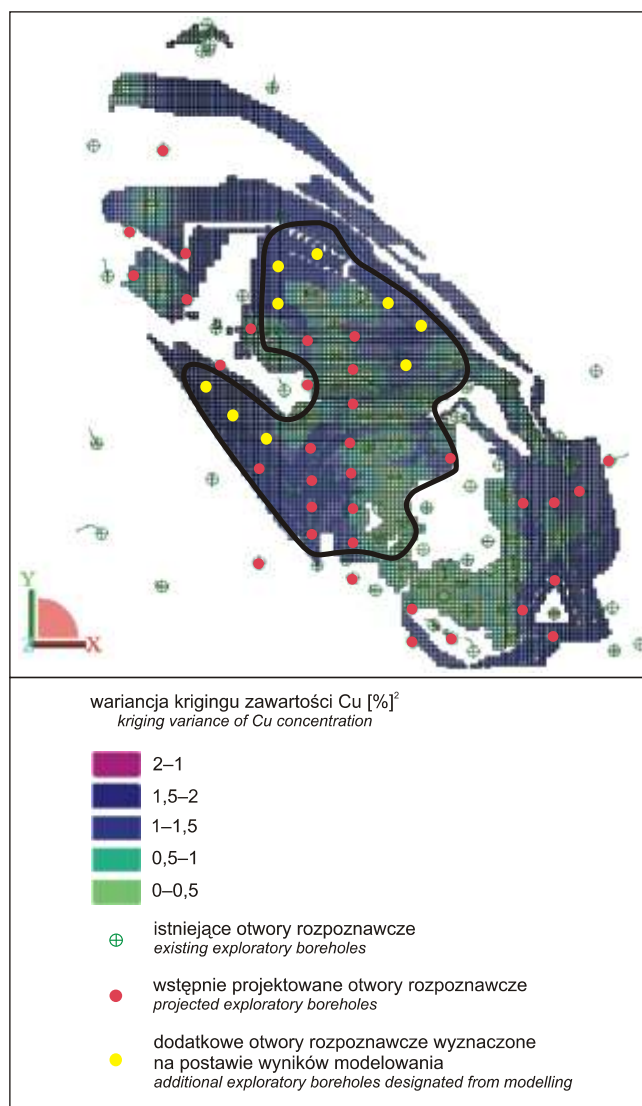 Y
Z
X
wariancja krigingu zawartości Cu [%]²
kriging variance of Cu concentration
2–1
1,5–2
1–1,5
0,5–1
0–0,5
istniejące otwory rozpoznawcze
existing exploratory boreholes
wstępnie projektowane otwory rozpoznawcze
projected exploratory boreholes
dodatkowe otwory rozpoznawcze wyznaczone
na postawie wyników modelowania
additional exploratory boreholes designated from modelling